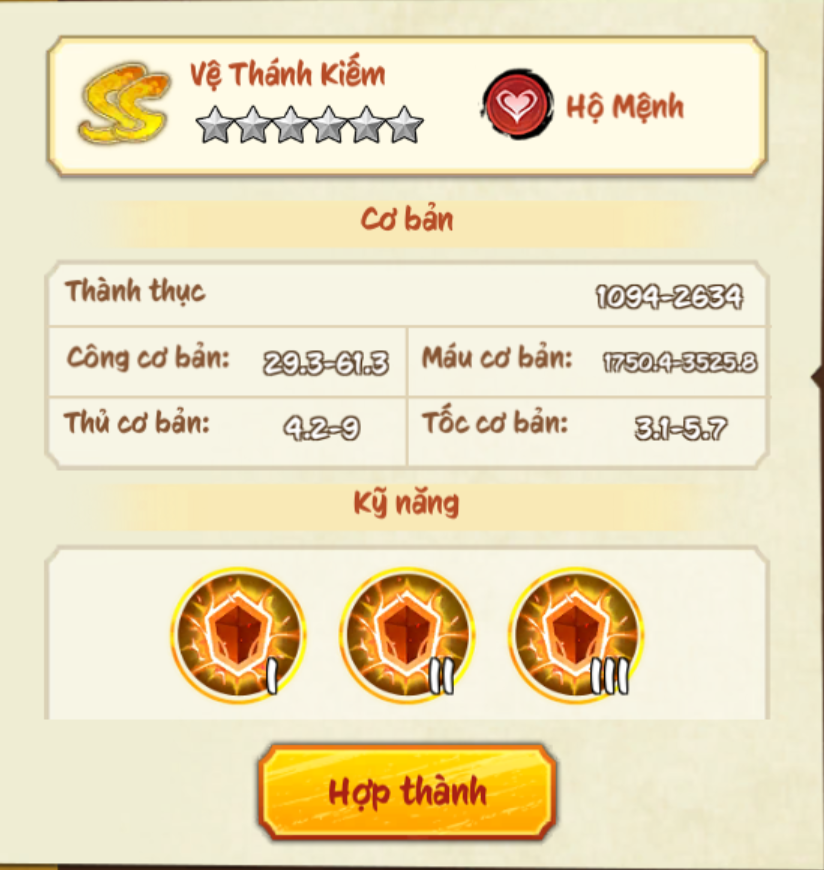 Vệ Thánh Kiếm
Hộ Mệnh
Cơ bản
Thành thục 1094-2634
Công cơ bản: 29.3-61.3 Máu cơ bản: 1750.4-3525.8
Thủ cơ bản: 4.2-9 Tốc cơ bản: 3.1-5.7
Kỹ năng
I II III
Hợp thành